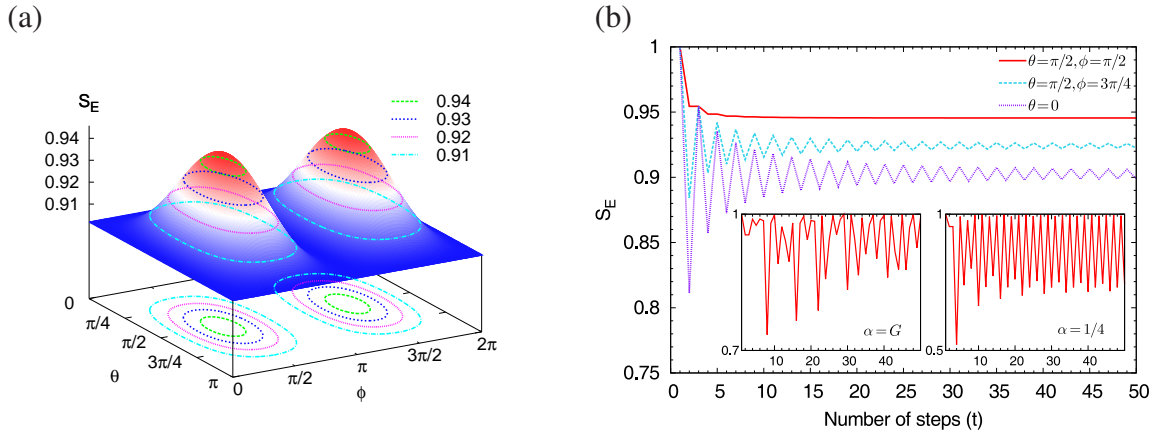 (a)
S_E
0.94
0.93
0.92
0.91
0.94
0.93
0.92
0.91
0
π/4
π/2
3π/4
π
θ
0
π/2
π
3π/2
2π
ϕ
(b)
1
0.95
0.9
0.85
0.8
0.75
S_E
θ=π/2,ϕ=π/2
θ=π/2,ϕ=3π/4
θ=0
1
0.7
10 20 30 40
α=G
1
0.5
10 20 30 40
α=1/4
0 5 10 15 20 25 30 35 40 45 50
Number of steps (t)